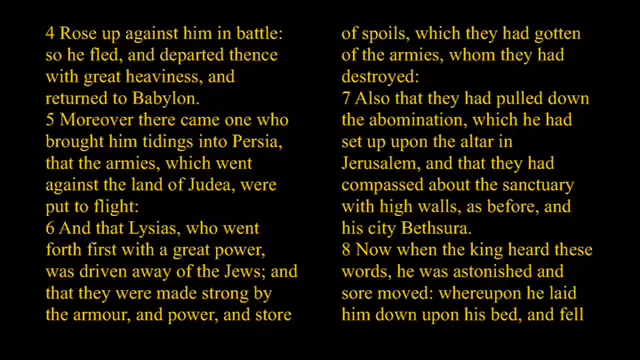 4 Rose up against him in battle:
so he fled, and departed thence
with great heaviness, and
returned to Babylon.
5 Moreover there came one who
brought him tidings into Persia,
that the armies, which went
against the land of Judea, were
put to flight:
6 And that Lysias, who went
forth first with a great power,
was driven away of the Jews; and
that they were made strong by
the armour, and power, and store
of spoils, which they had gotten
of the armies, whom they had
destroyed:
7 Also that they had pulled down
the abomination, which he had
set up upon the altar in
Jerusalem, and that they had
compassed about the sanctuary
with high walls, as before, and
his city Bethsura.
8 Now when the king heard these
words, he was astonished and
sore moved: whereupon he laid
him down upon his bed, and fell